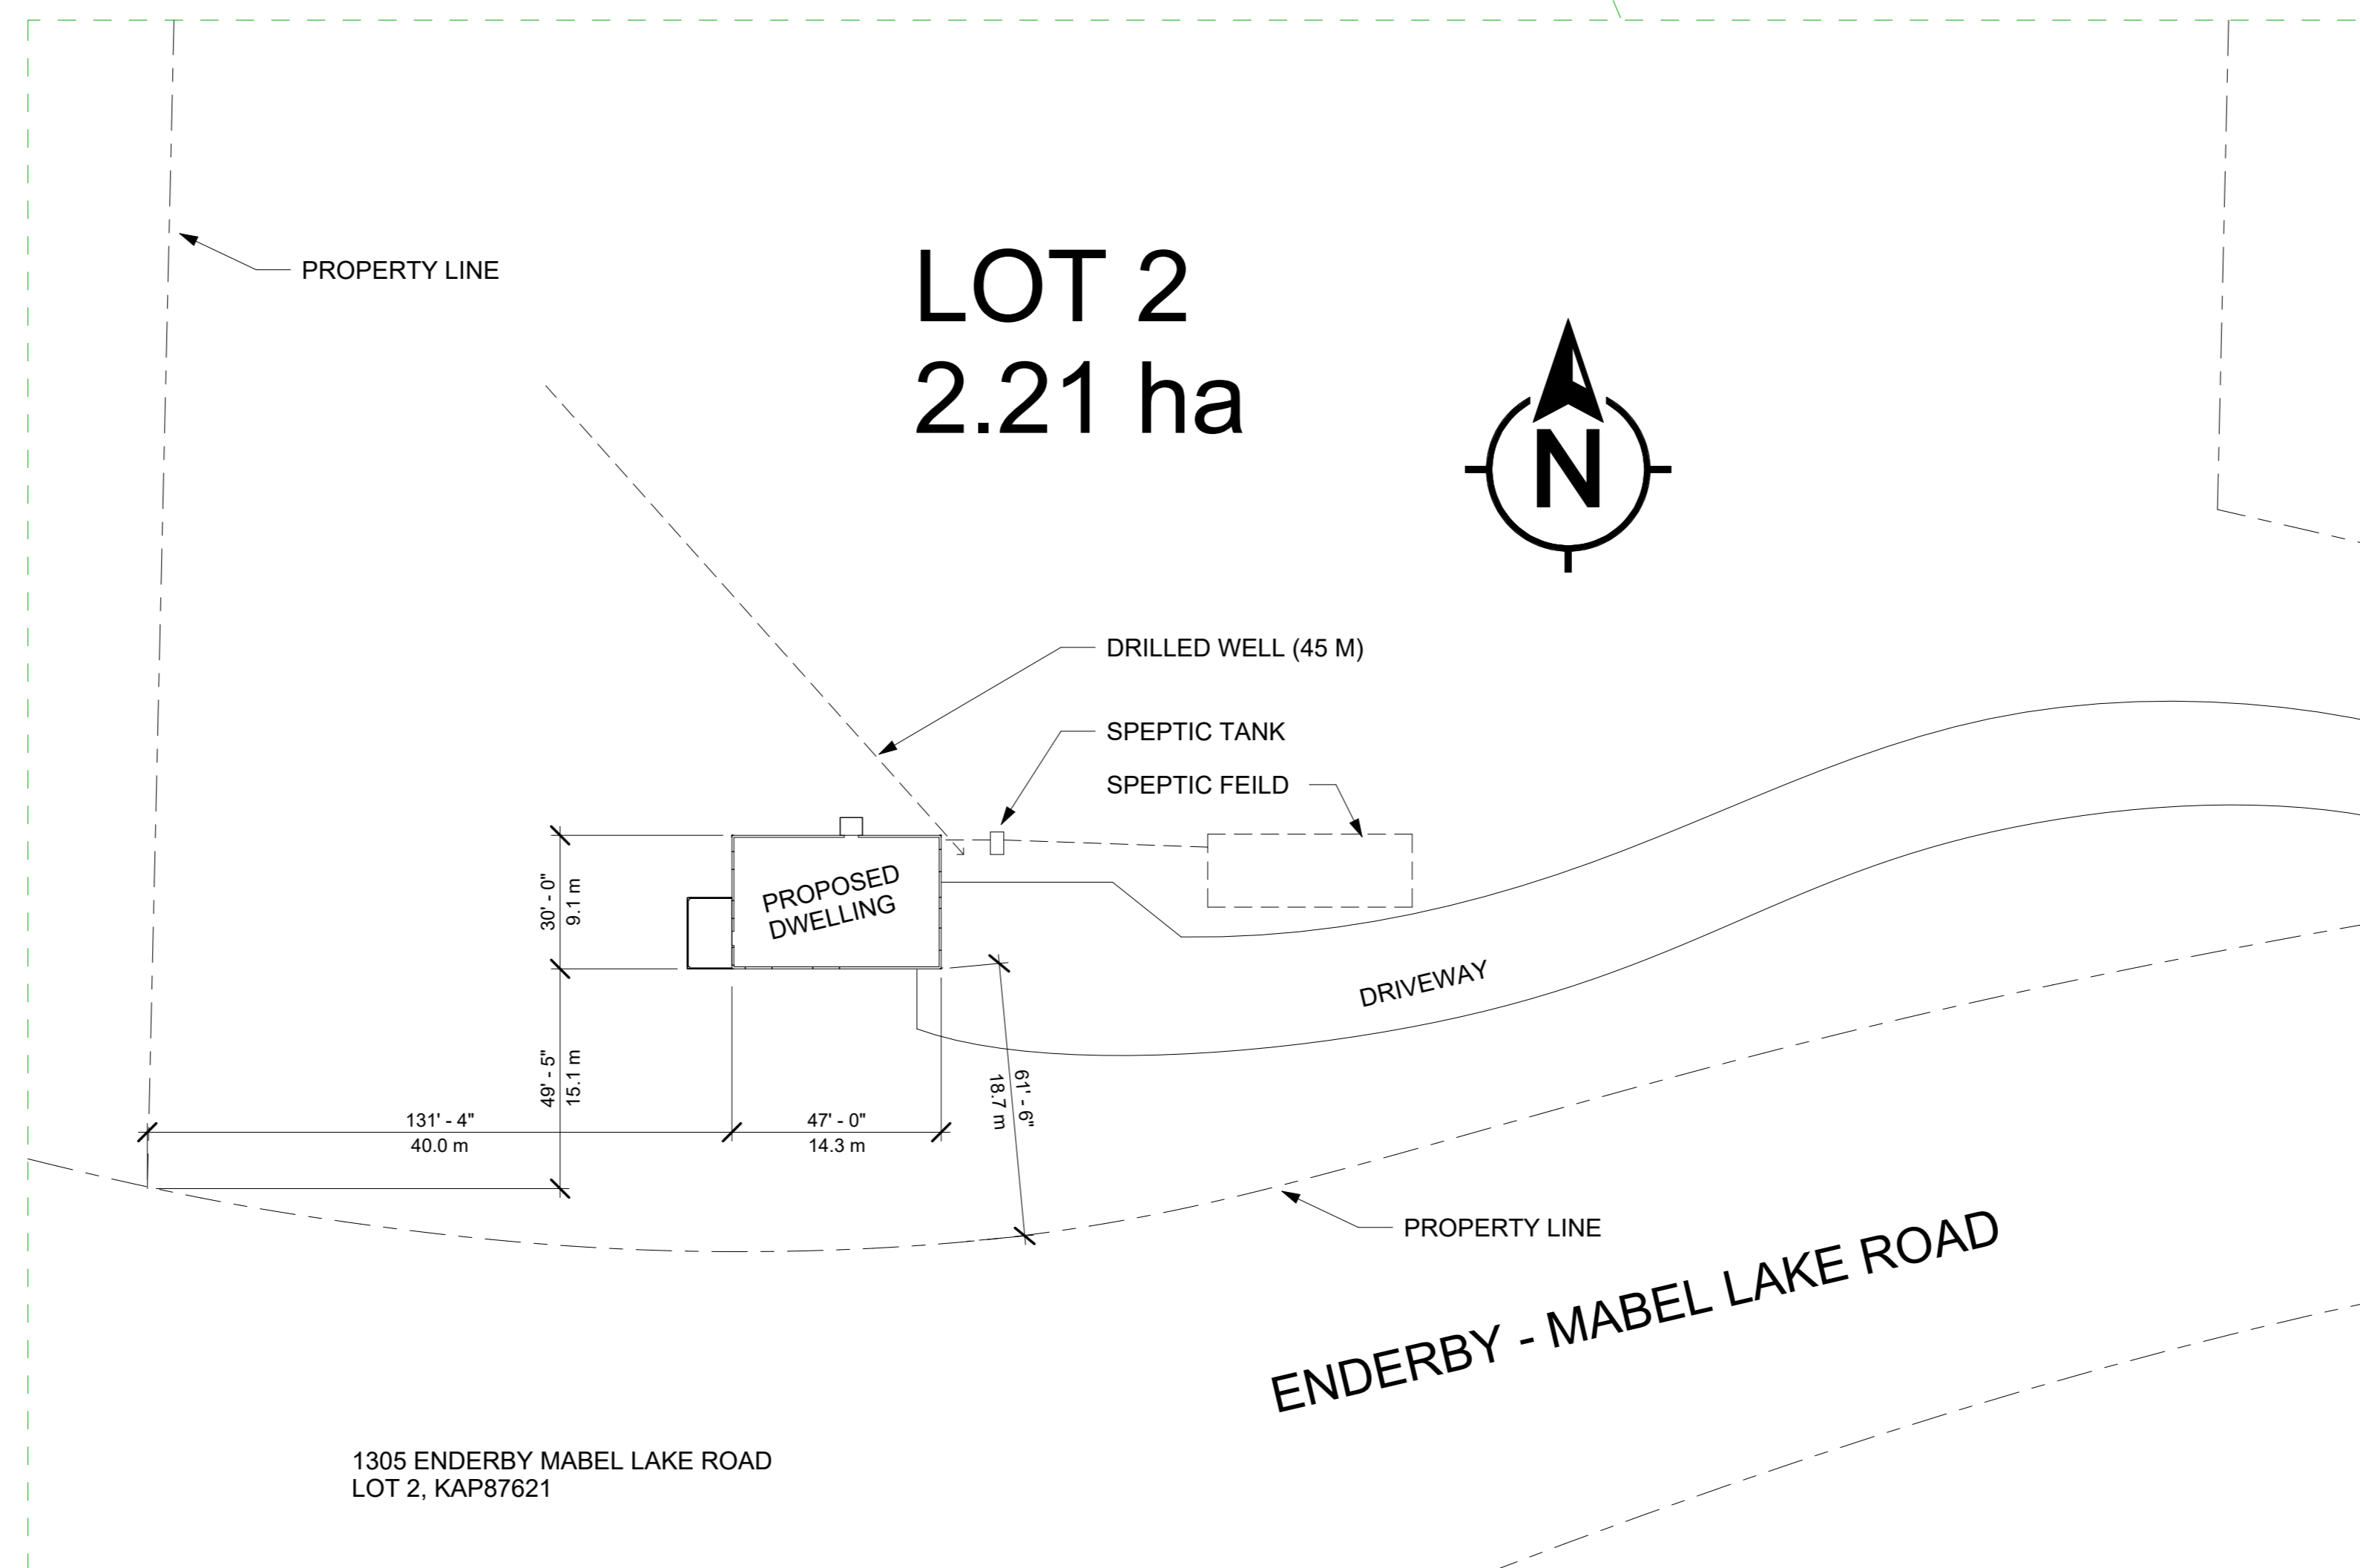 LOT 2
2.21 ha
PROPERTY LINE
N
DRILLED WELL (45 M)
SPEPTIC TANK
SPEPTIC FEILD
PROPOSED
DWELLING
30' - 0"
9.1 m
DRIVEWAY
49' - 5"
15.1 m
61' - 6"
18.7 m
131' - 4"
40.0 m
47' - 0"
14.3 m
PROPERTY LINE
ENDERBY - MABEL LAKE ROAD
1305 ENDERBY MABEL LAKE ROAD
LOT 2, KAP87621